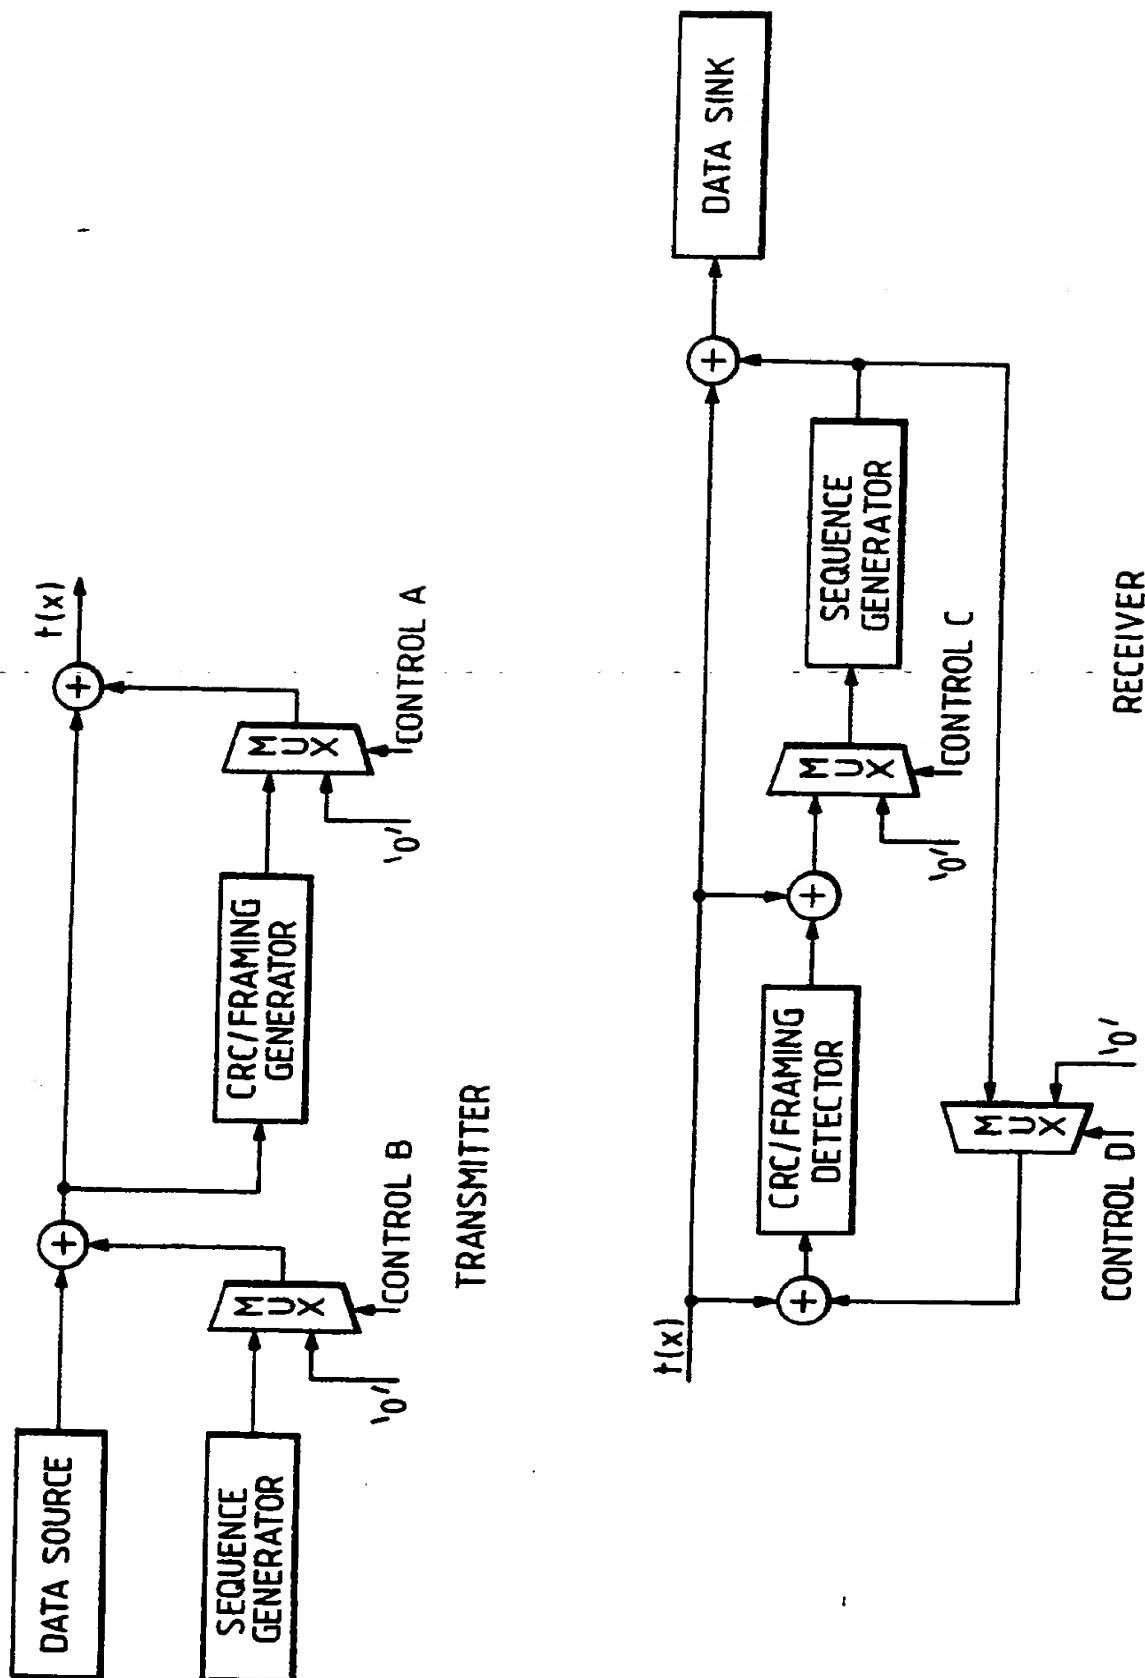 DATA SOURCE
SEQUENCE
GENERATOR
'0'
MUX
CONTROL B
CRC/FRAMING
GENERATOR
'0'
MUX
CONTROL A
t(x)
TRANSMITTER
t(x)
CONTROL D
MUX
'0'
CRC/FRAMING
DETECTOR
'0'
MUX
CONTROL C
SEQUENCE
GENERATOR
DATA SINK
RECEIVER